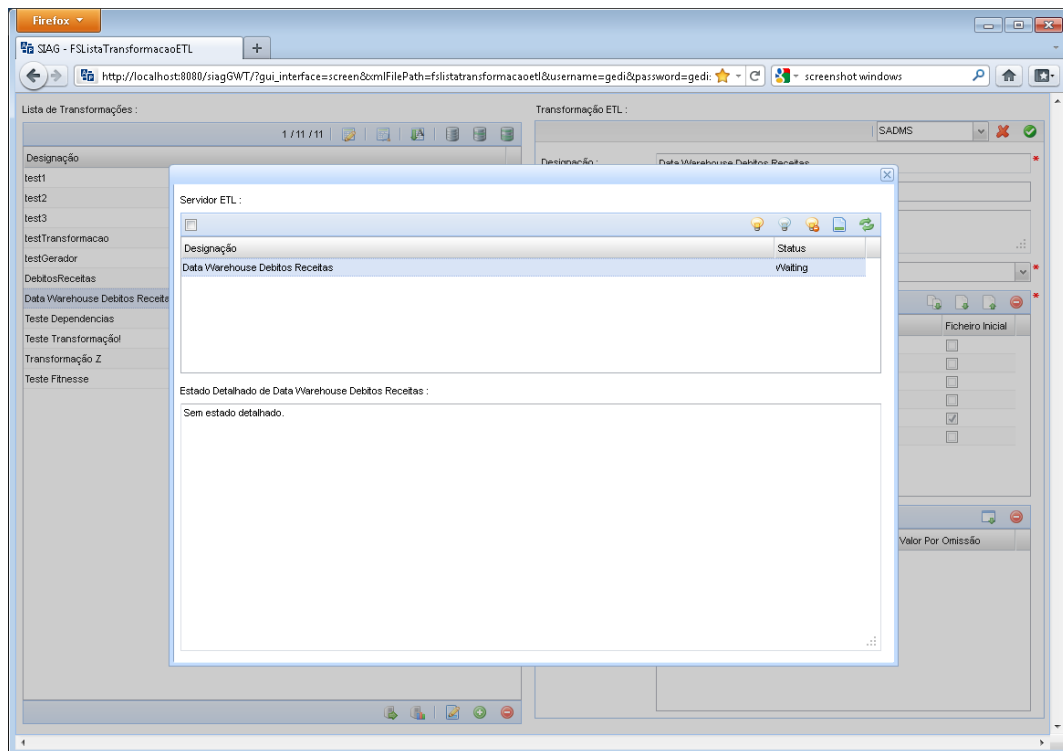 Firefox
SIAG - FSListaTransformacaoETL
http://localhost:8080/siagGWT/?gui_interface=screen&xmlFilePath=fslistatransformacaoetl&username=gedi&password=gedi:
screenshot windows
Lista de Transformações :
Transformação ETL :
1 / 11 / 11
SADMS
Designação
Designação :
Data Warehouse Debitos Receitas
*
test1
test2
test3
testTransformacao
testGerador
DebitosReceitas
*
Data Warehouse Debitos Receita
*
Teste Dependencias
Ficheiro Inicial
Teste Transformação!
Transformação Z
Teste Fitnesse
Valor Por Omissão
Servidor ETL :
Designação
Status
Data Warehouse Debitos Receitas
Waiting
Estado Detalhado de Data Warehouse Debitos Receitas :
Sem estado detalhado.